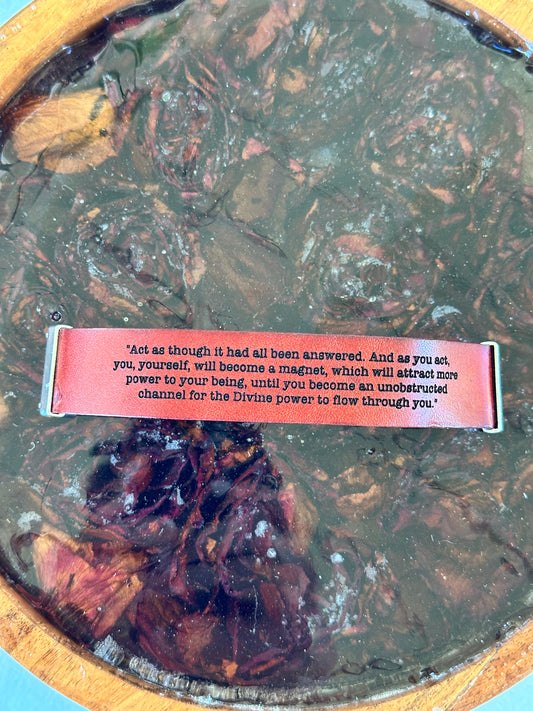 "Act as though it had all been answered. And as you act,
you, yourself, will become a magnet, which will attract more
power to your being, until you become an unobstructed
channel for the Divine power to flow through you."